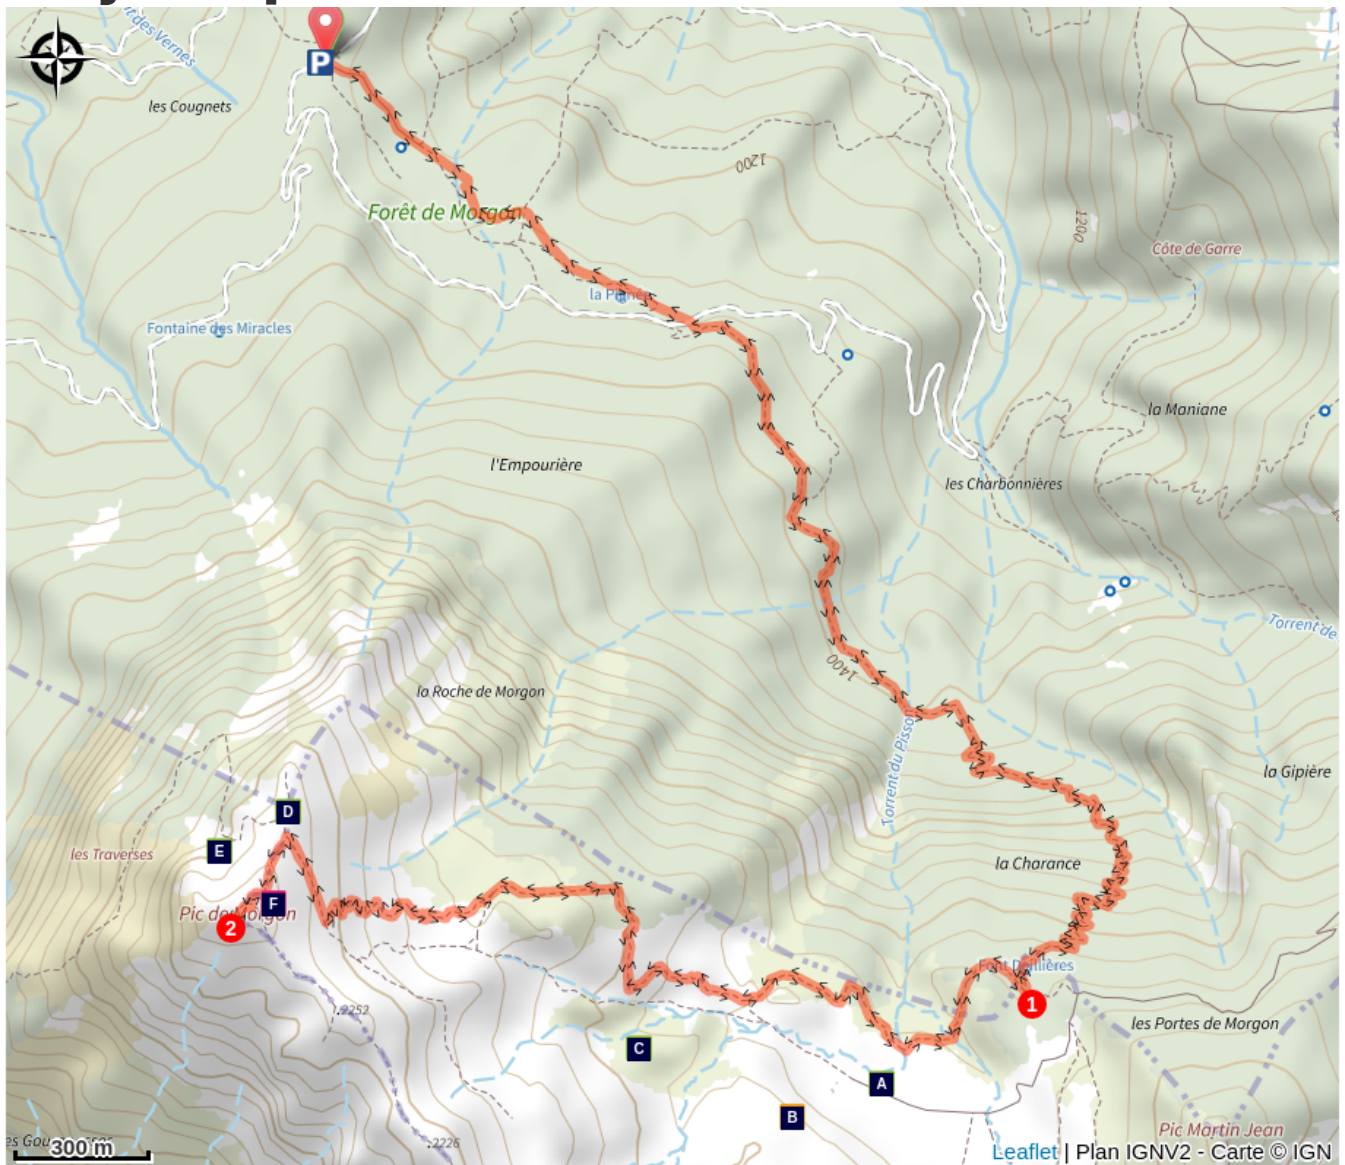 P
les Cougnets
1200
Forêt de Morgon
1200
Côte de Garre
Fontaine des Miracles
la Maniane
l'Empourière
les Charbonnières
Torrent de
1400
la Roche de Morgon
Torrent du Pisso
la Gipière
D
les Traverses
E
la Charance
F
Pic de Morgon
2
1
.2252
les Portes de Morgon
C
A
B
.2226
Pic Martin Jean
300 m
Leaflet | Plan IGNV2 - Carte © IGN